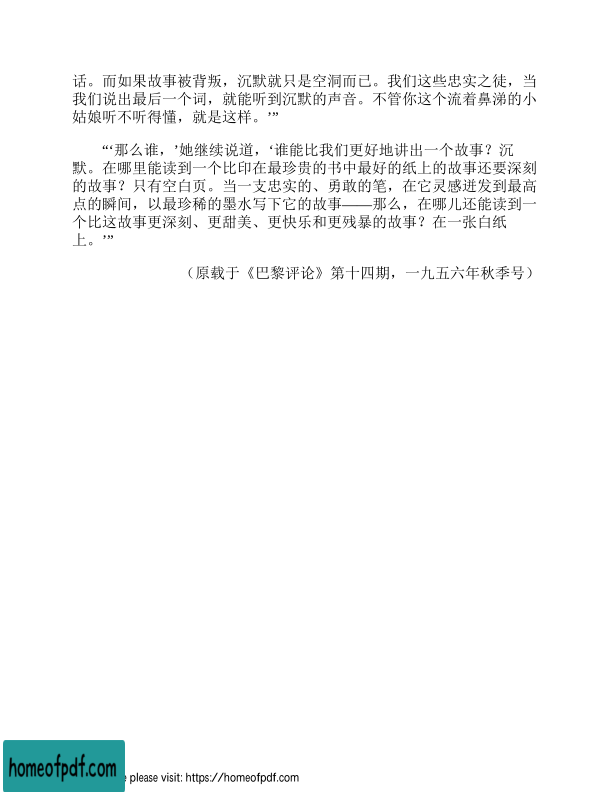 话。而如果故事被背叛，沉默就只是空洞而已。我们这些忠实之徒，当
我们说出最后一个词，就能听到沉默的声音。不管你这个流着鼻涕的小
姑娘听不听得懂，就是这样。’”
“‘那么谁，’她继续说道，‘谁能比我们更好地讲出一个故事？沉
默。在哪里能读到一个比印在最珍贵的书中最好的纸上的故事还要深刻
的故事？只有空白页。当一支忠实的、勇敢的笔，在它灵感迸发到最高
点的瞬间，以最珍稀的墨水写下它的故事——那么，在哪儿还能读到一
个比这故事更深刻、更甜美、更快乐和更残暴的故事？在一张白纸
上。’”
（原载于《巴黎评论》第十四期，一九五六年秋季号）
homeofpdf.com
e please visit: https://homeofpdf.com